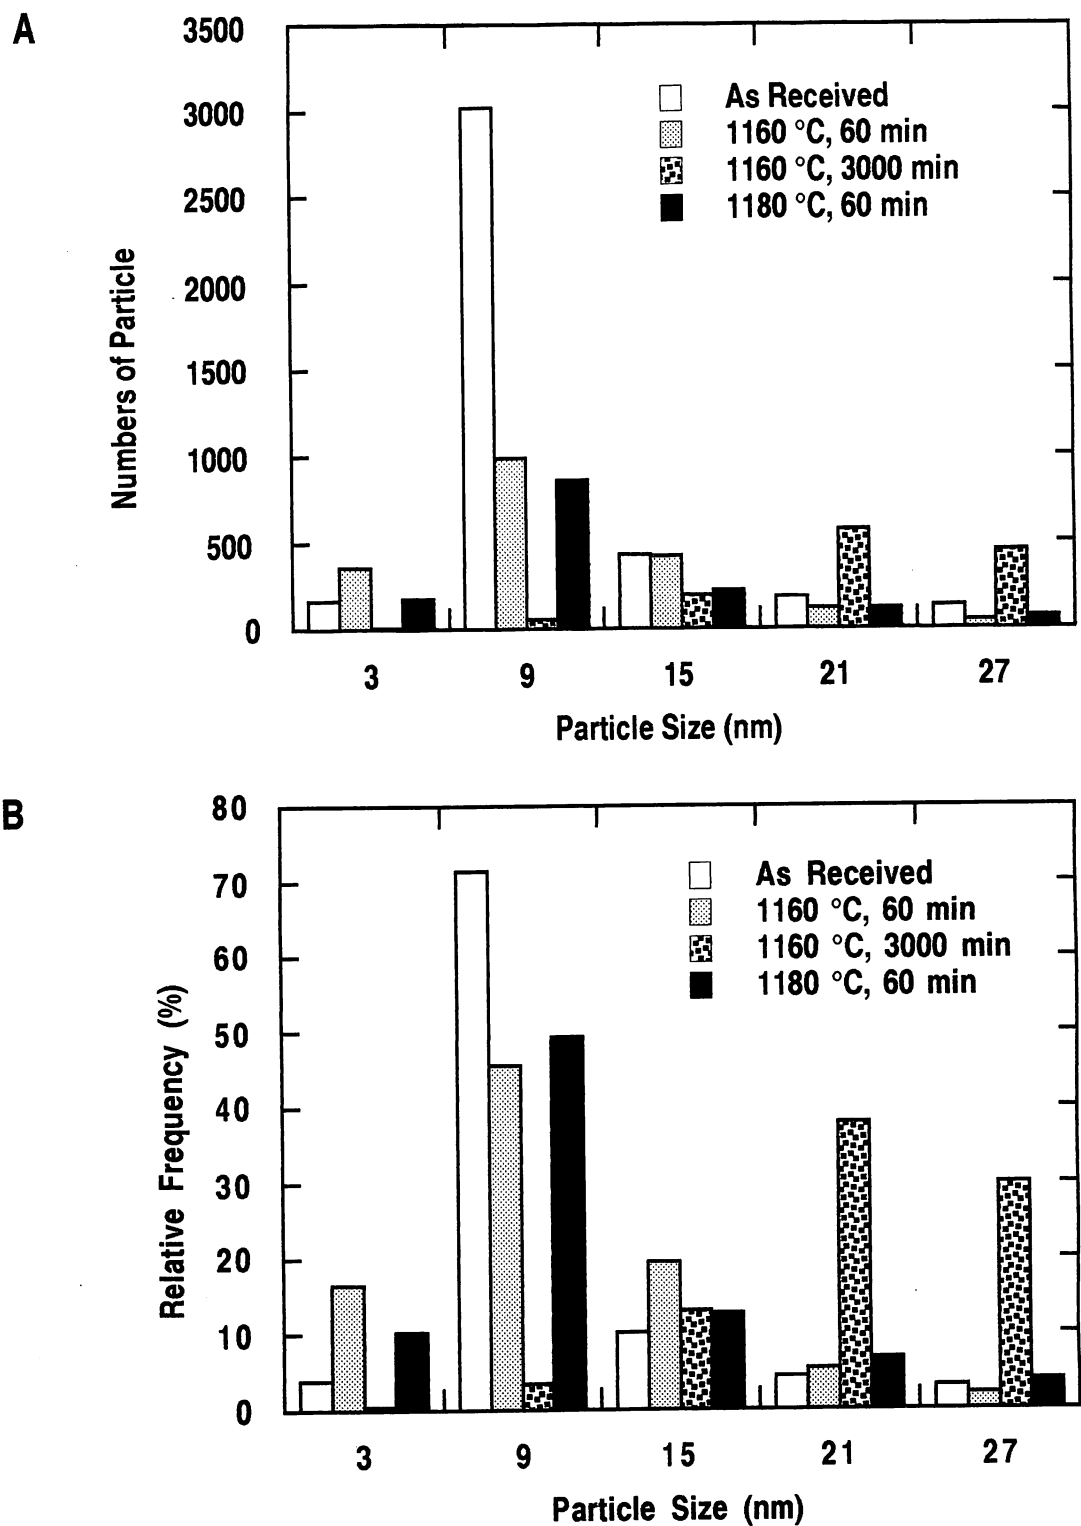 A
3500
3000
2500
2000
1500
1000
500
0
Numbers of Particle
As Received
1160 °C, 60 min
1160 °C, 3000 min
1180 °C, 60 min
3 9 15 21 27
Particle Size (nm)
B
80
70
60
50
40
30
20
10
0
Relative Frequency (%)
As Received
1160 °C, 60 min
1160 °C, 3000 min
1180 °C, 60 min
3 9 15 21 27
Particle Size (nm)